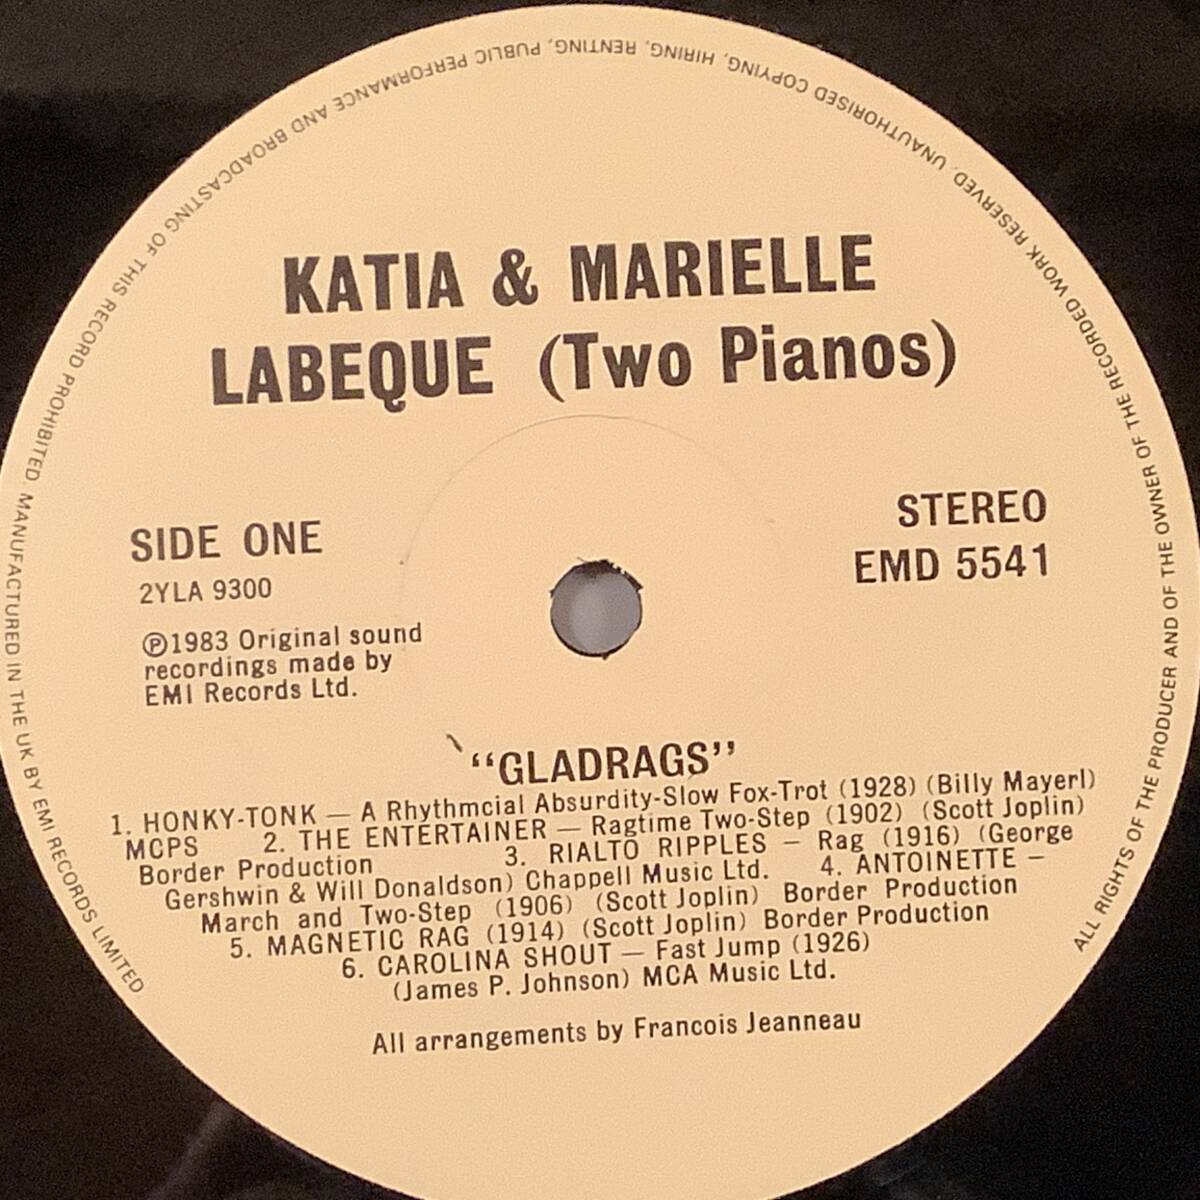 KATIA & MARIELLE
LABEQUE (Two Pianos)
SIDE ONE
2YLA 9300
Ⓟ1983 Original sound
recordings made by
EMI Records Ltd.
STEREO
EMD 5541
“GLADRAGS”
1. HONKY-TONK — A Rhythmcial Absurdity-Slow Fox-Trot (1928) (Billy Mayerl)
MCPS 2. THE ENTERTAINER — Ragtime Two-Step (1902) (Scott Joplin)
Border Production 3. RIALTO RIPPLES — Rag (1916) (George
Gershwin & Will Donaldson) Chappell Music Ltd. 4. ANTOINETTE —
March and Two-Step (1906) (Scott Joplin) Border Production
5. MAGNETIC RAG (1914) (Scott Joplin) Border Production
6. CAROLINA SHOUT — Fast Jump (1926)
(James P. Johnson) MCA Music Ltd.
All arrangements by Francois Jeanneau
ALL RIGHTS OF THE PRODUCER AND OF THE OWNER OF THE RECORDED WORK RESERVED. UNAUTHORISED COPYING, HIRING, RENTING, PUBLIC PERFORMANCE AND BROADCASTING OF THIS RECORD PROHIBITED. MANUFACTURED IN THE UK BY EMI RECORDS LIMITED